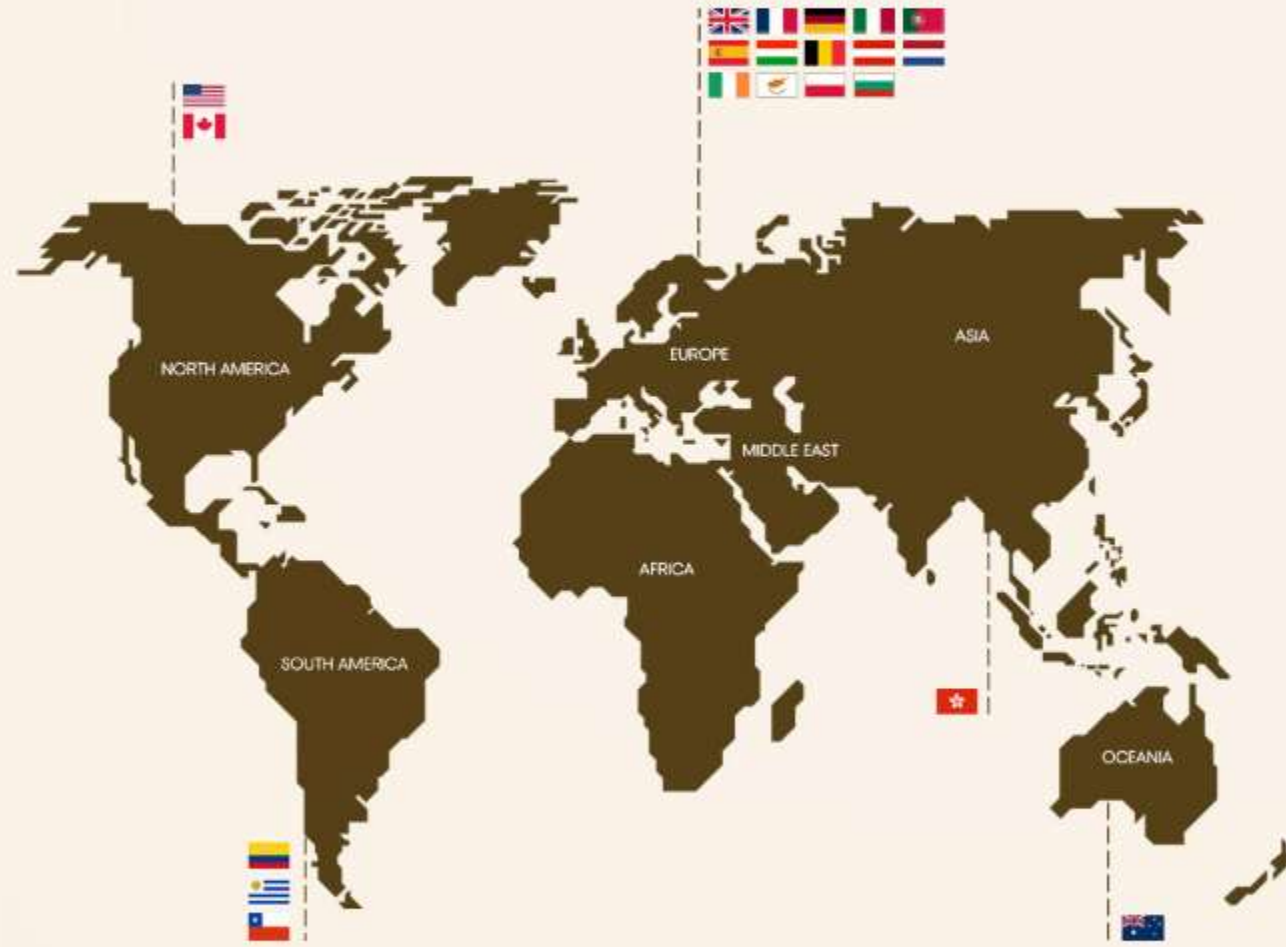 NORTH AMERICA
EUROPE
ASIA
MIDDLE EAST
AFRICA
SOUTH AMERICA
OCEANIA